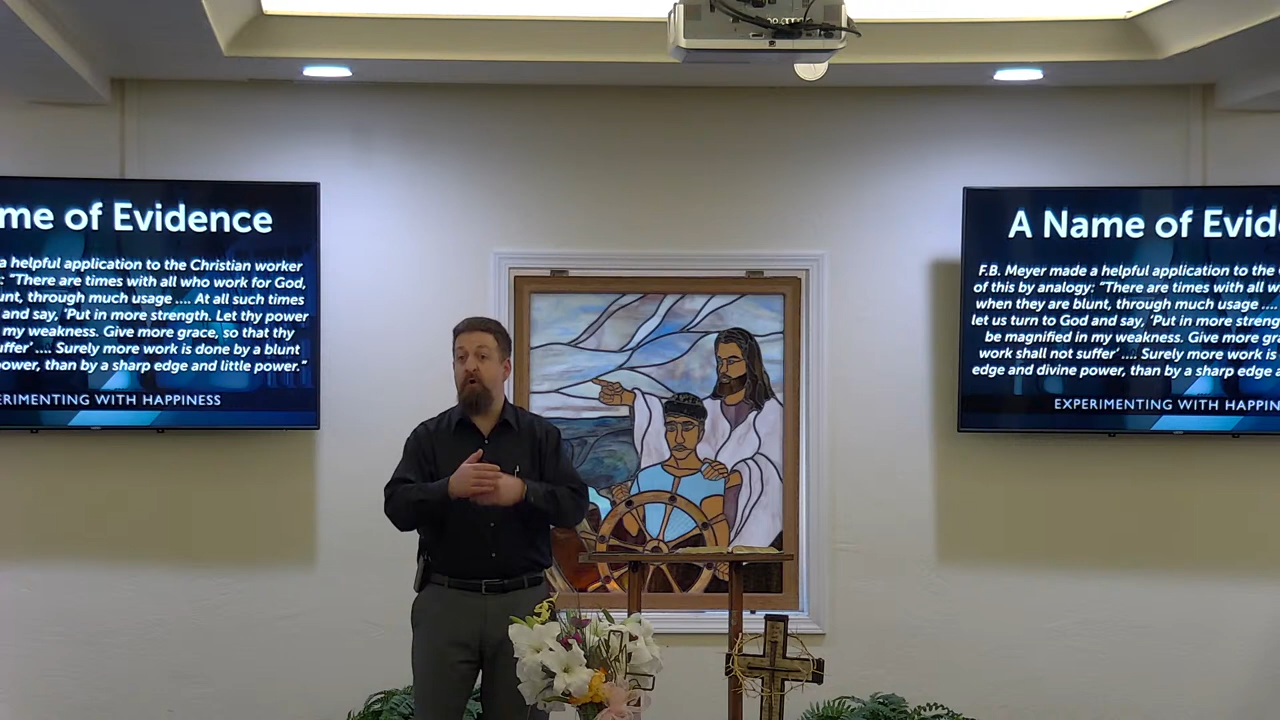 me of Evidence
a helpful application to the Christian worker
: "There are times with all who work for God,
unt, through much usage .... At all such times
and say, 'Put in more strength. Let thy power
my weakness. Give more grace, so that thy
uffer' .... Surely more work is done by a blunt
power, than by a sharp edge and little power."
ERIMENTING WITH HAPPINESS
A Name of Evide
F.B. Meyer made a helpful application to the
of this by analogy: "There are times with all w
when they are blunt, through much usage ....
let us turn to God and say, 'Put in more streng
be magnified in my weakness. Give more gra
work shall not suffer' .... Surely more work is
edge and divine power, than by a sharp edge a
EXPERIMENTING WITH HAPPIN